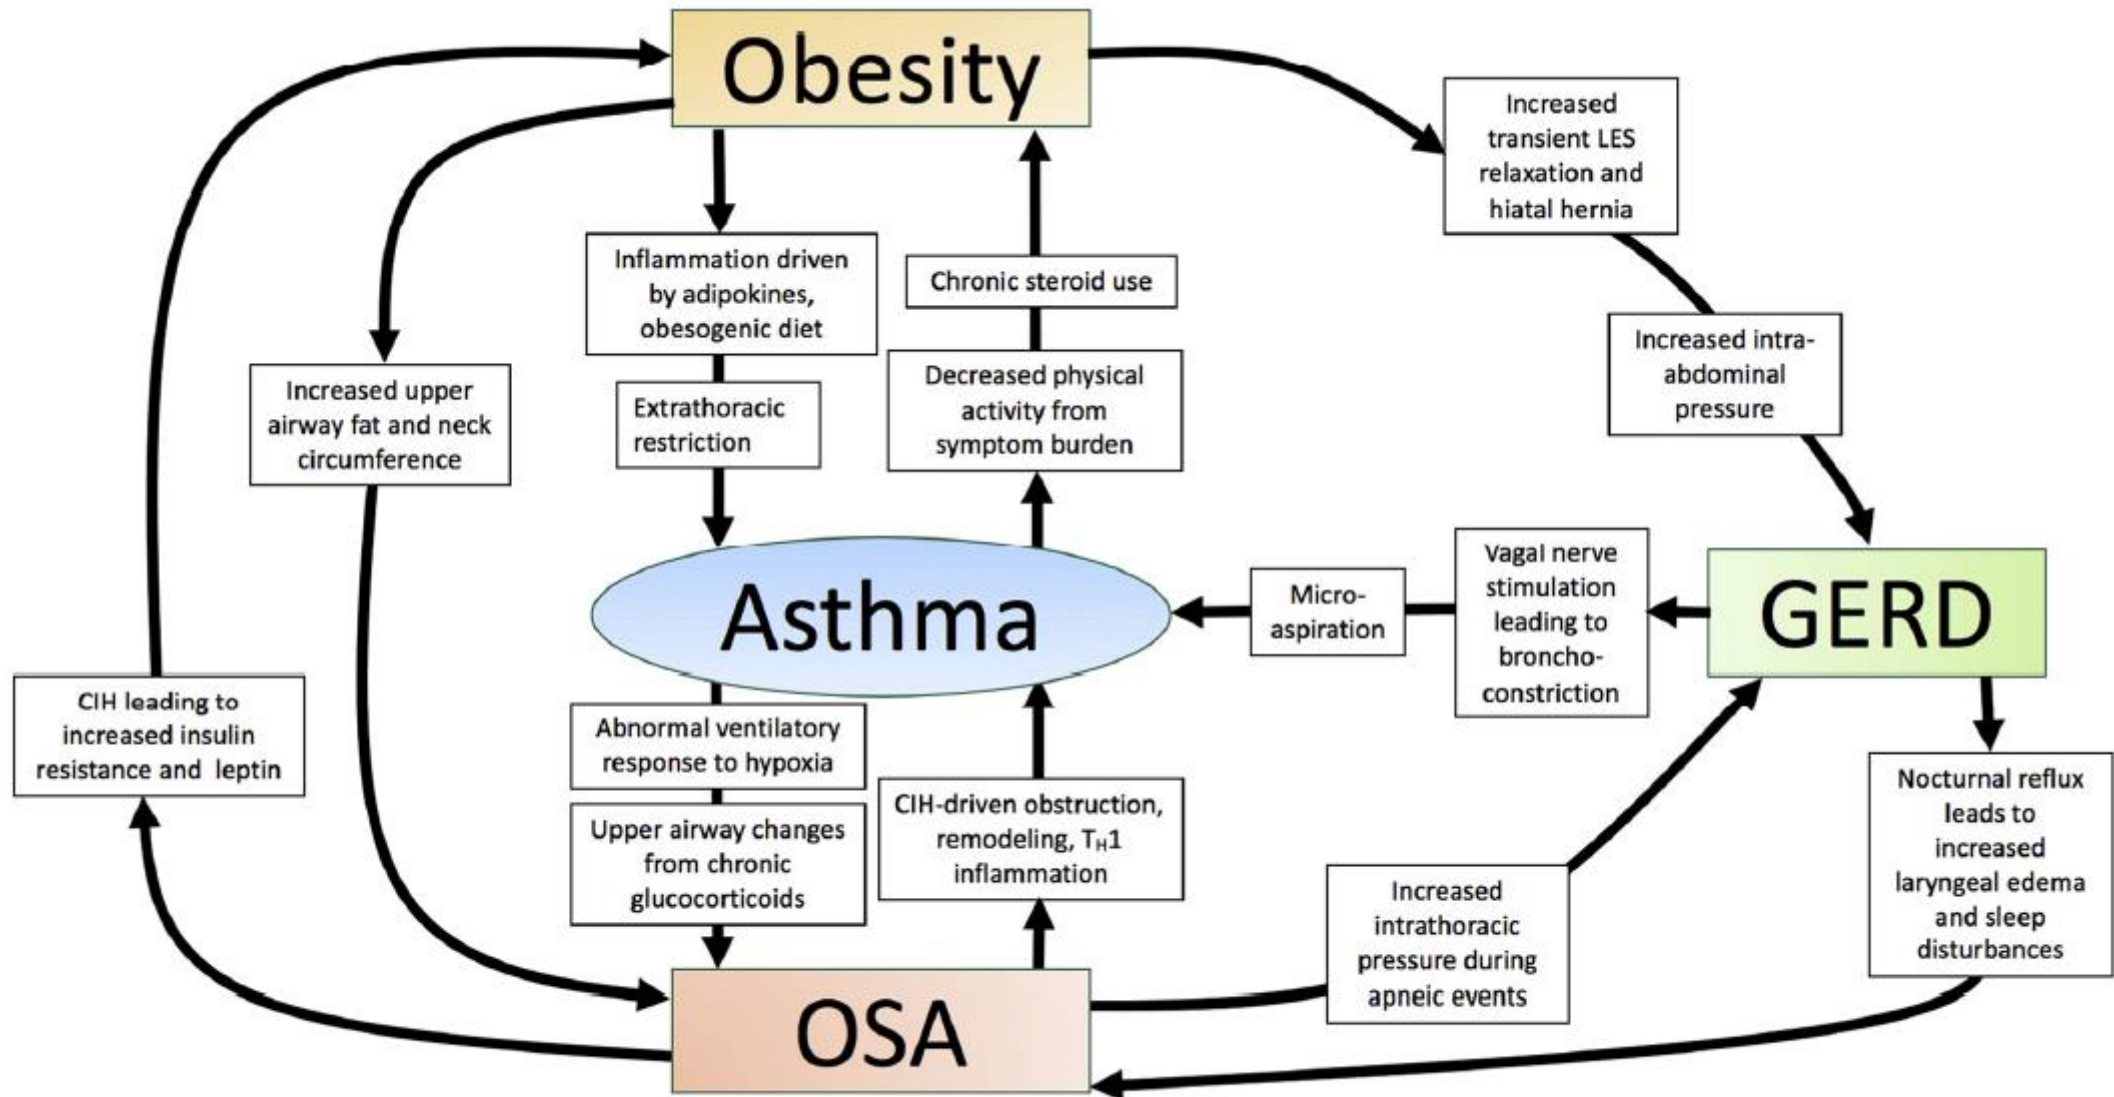 Obesity
Increased
transient LES
relaxation and
hiatal hernia
Inflammation driven
by adipokines,
obesogenic diet
Chronic steroid use
Increased intra-
abdominal
pressure
Increased upper
airway fat and neck
circumference
Extrathoracic
restriction
Decreased physical
activity from
symptom burden
Asthma
Micro-
aspiration
Vagal nerve
stimulation
leading to
broncho-
constriction
GERD
CIH leading to
increased insulin
resistance and leptin
Abnormal ventilatory
response to hypoxia
Upper airway changes
from chronic
glucocorticoids
CIH-driven obstruction,
remodeling, TH1
inflammation
Increased
intrathoracic
pressure during
apneic events
Nocturnal reflux
leads to
increased
laryngeal edema
and sleep
disturbances
OSA